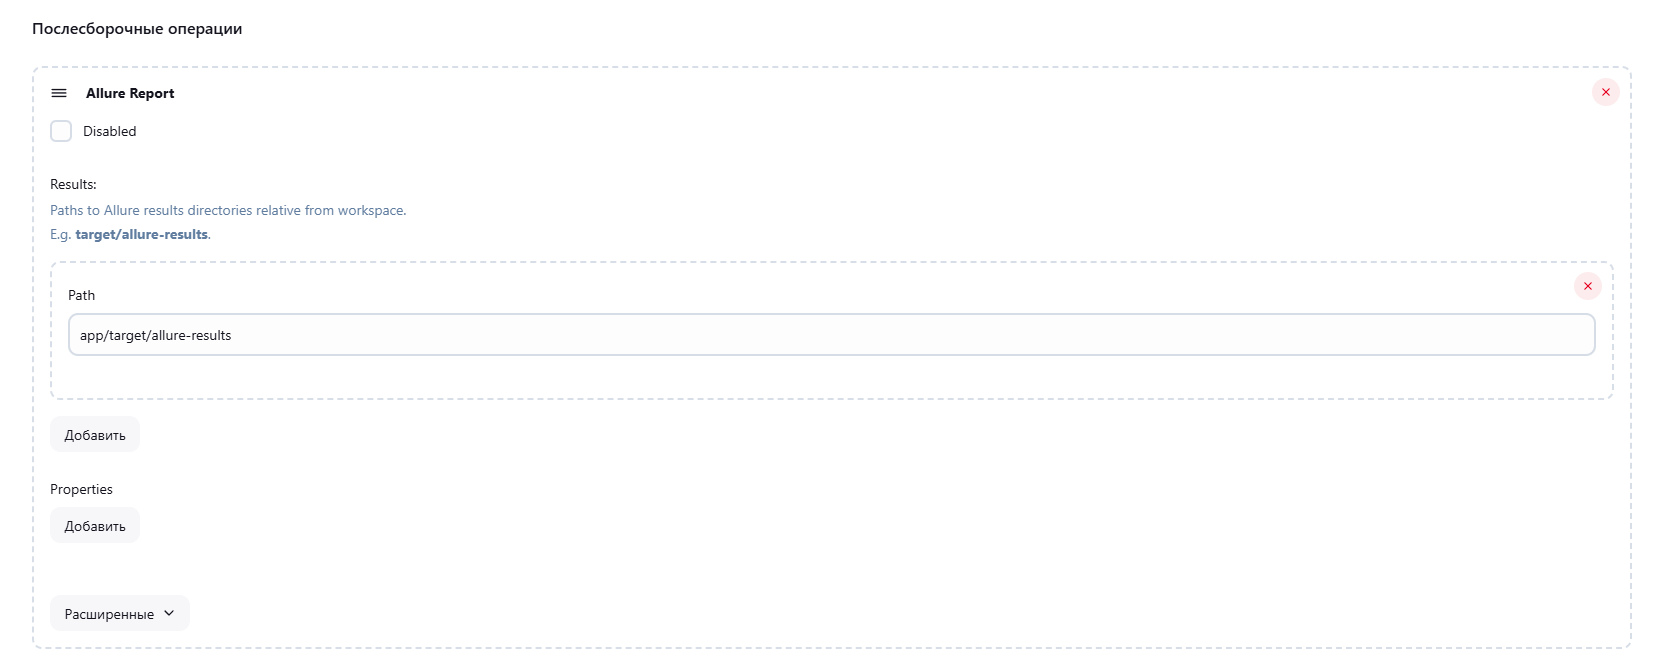 Послесборочные операции
Allure Report
Disabled
Results:
Paths to Allure results directories relative from workspace.
E.g. target/allure-results.
Path
app/target/allure-results
Добавить
Properties
Добавить
Расширенные